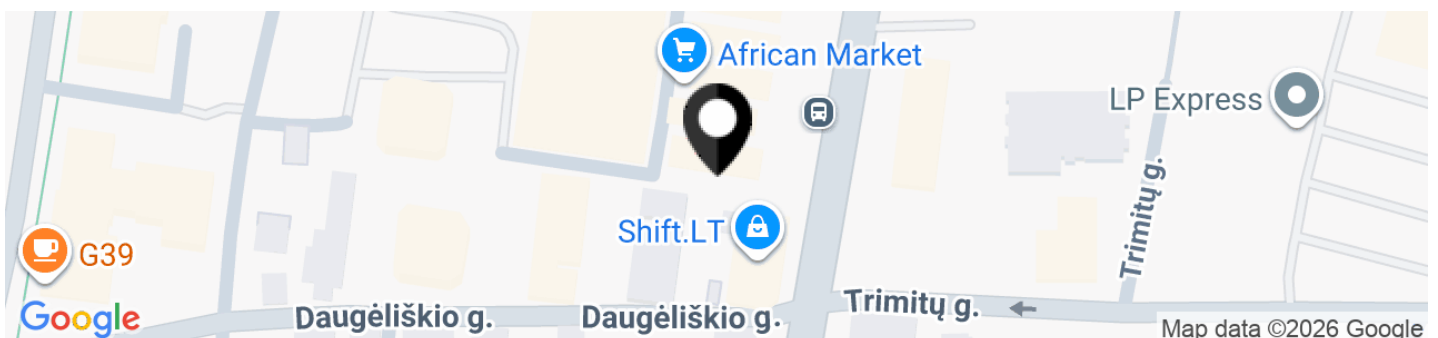 African Market
LP Express
Trimitų g.
Shift.LT
G39
Trimitų g.
Daugėliškio g.
Daugėliškio g.
Google
Map data ©2026 Google